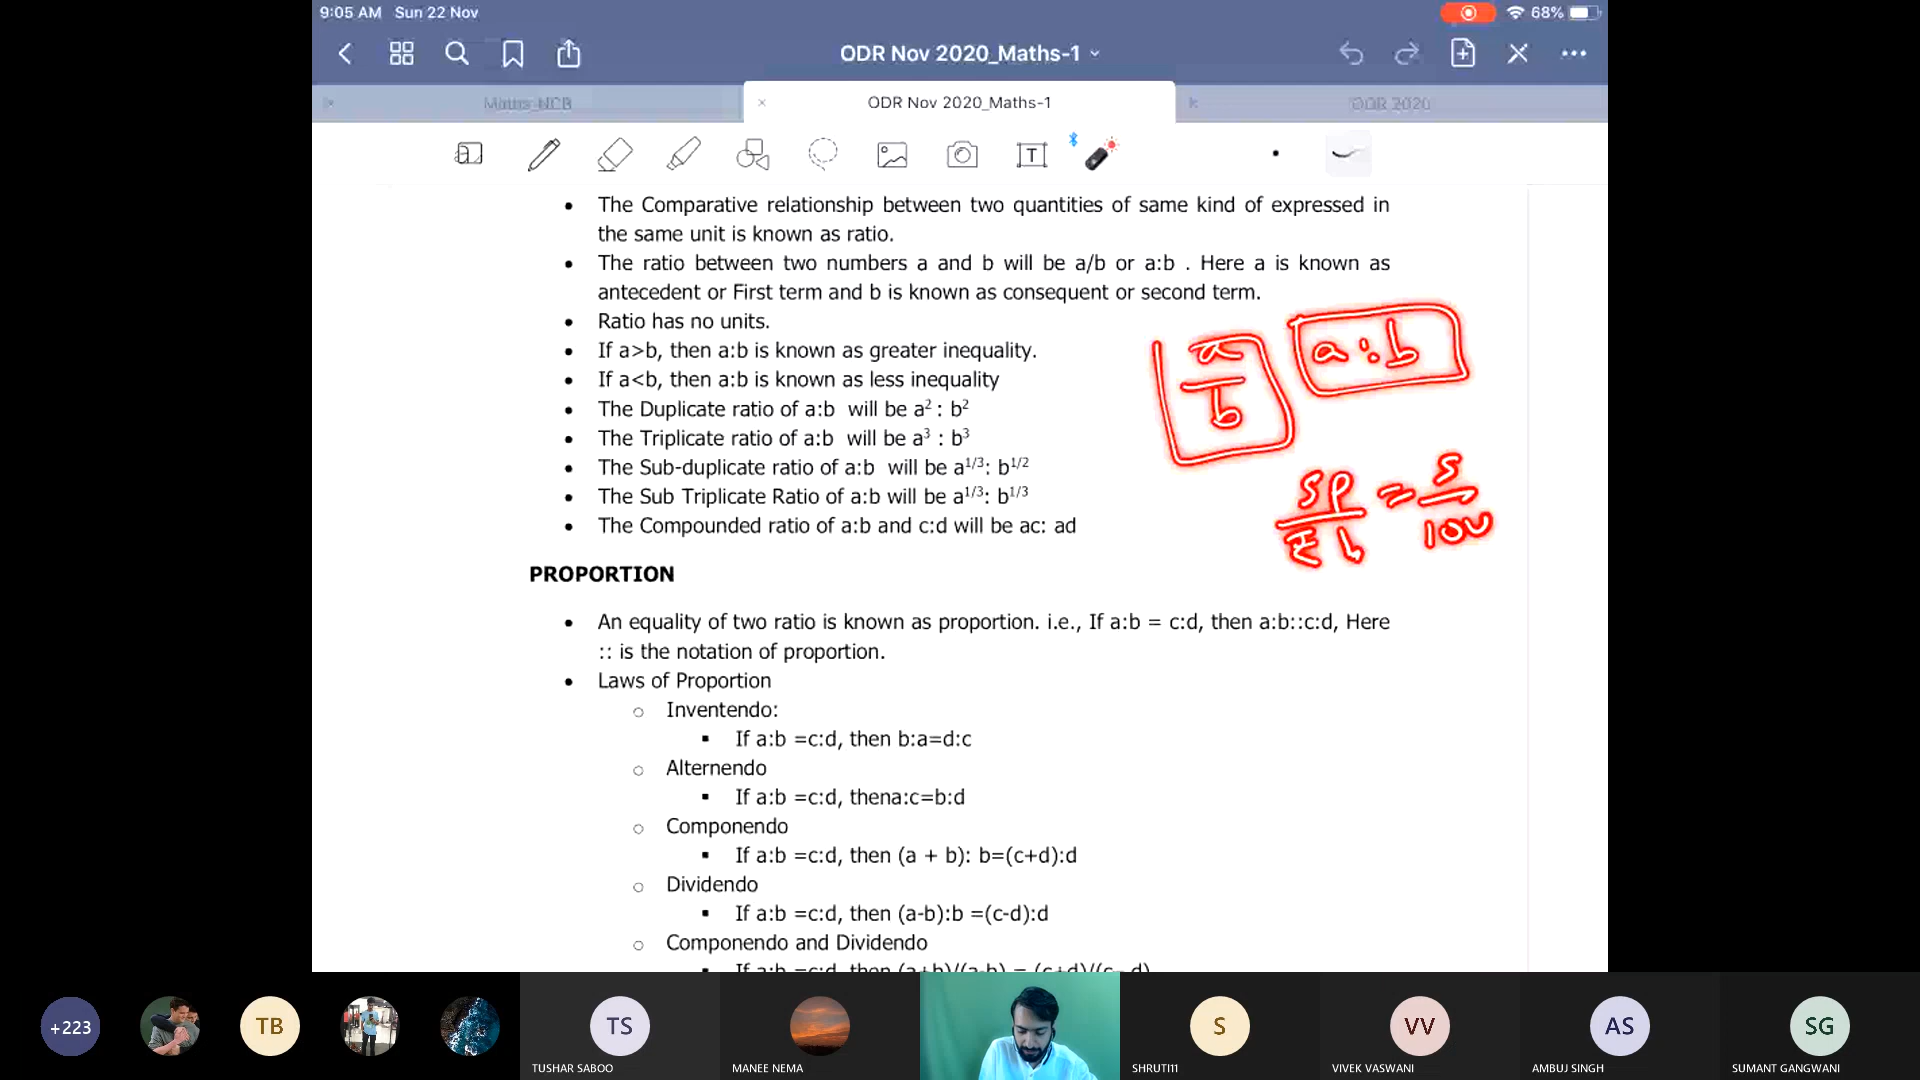 9:05 AM Sun 22 Nov
68%
ODR Nov 2020_Maths-1
Maths_NCB
ODR Nov 2020_Maths-1
ODR 2020
T
• The Comparative relationship between two quantities of same kind of expressed in
the same unit is known as ratio.
• The ratio between two numbers a and b will be a/b or a:b . Here a is known as
antecedent or First term and b is known as consequent or second term.
• Ratio has no units.
• If a>b, then a:b is known as greater inequality.
• If a<b, then a:b is known as less inequality
• The Duplicate ratio of a:b will be a² : b²
• The Triplicate ratio of a:b will be a³ : b³
• The Sub-duplicate ratio of a:b will be a^1/3: b^1/2
• The Sub Triplicate Ratio of a:b will be a^1/3: b^1/3
• The Compounded ratio of a:b and c:d will be ac: ad
a/b
a:b
PROPORTION
• An equality of two ratio is known as proportion. i.e., If a:b = c:d, then a:b::c:d, Here
:: is the notation of proportion.
• Laws of Proportion
○ Inventendo:
▪ If a:b =c:d, then b:a=d:c
○ Alternendo
▪ If a:b =c:d, thena:c=b:d
○ Componendo
▪ If a:b =c:d, then (a + b): b=(c+d):d
○ Dividendo
▪ If a:b =c:d, then (a-b):b =(c-d):d
○ Componendo and Dividendo
▪ If a:b =c:d, then (a+b)/(a-b) = (c+d)/(c- d)
+223
TB
TS
S
VV
AS
SG
TUSHAR SABOO
MANEE NEMA
SHRUTI11
VIVEK VASWANI
AMBUJ SINGH
SUMANT GANGWANI